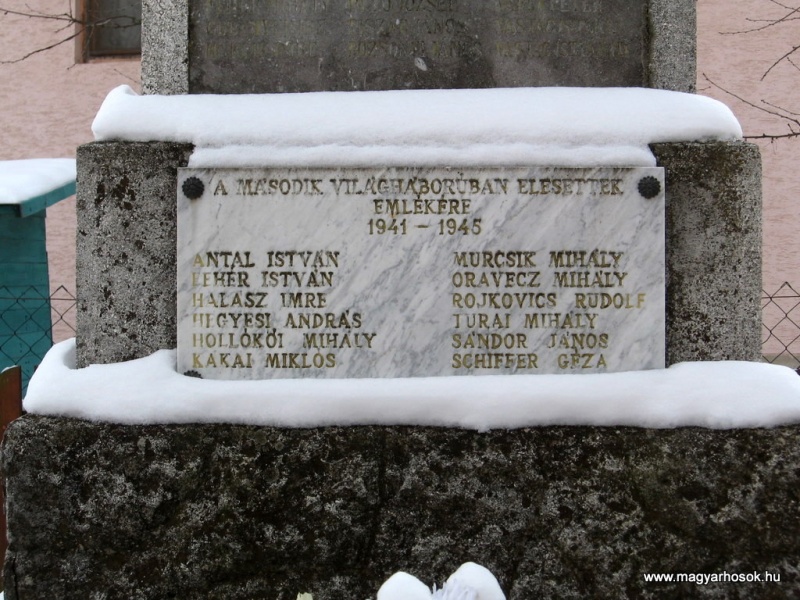 A MÁSODIK VILÁGHÁBORÚBAN ELESETTEK
EMLÉKÉRE
1941 – 1945
ANTAL ISTVÁN
FEHÉR ISTVÁN
HALÁSZ IMRE
HEGYESI ANDRÁS
HOLLÓKŐI MIHÁLY
KAKAI MIKLÓS
MURCSIK MIHÁLY
ORAVECZ MIHÁLY
ROJKOVICS RUDOLF
TURAI MIHÁLY
SÁNDOR JÁNOS
SCHIFFER GÉZA
www.magyarhosok.hu